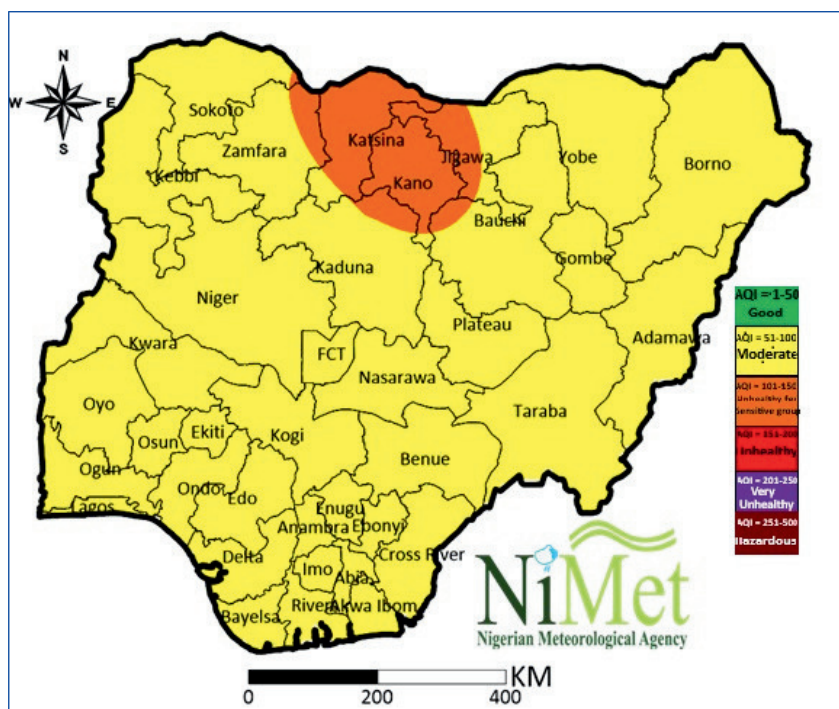 N
W E
S
Sokoto
Katsina
Zamfara
Jigawa
Yobe
Borno
Kebbi
Kano
Bauchi
Gombe
Kaduna
Niger
Plateau
Adamawa
Kwara
FCT
Nasarawa
Oyo
Taraba
Osun
Ekiti
Kogi
Benue
Ogun
Ondo
Edo
Lagos
Enugu
Anambra
Ebonyi
Delta
Cross River
Imo
Abia
Bayelsa
Rivers
Akwa Ibom
AQI = 1-50
Good
AQI = 51-100
Moderate
AQI = 101-150
Unhealthy for
Sensitive group
AQI = 151-200
Unhealthy
AQI = 201-250
Very
Unhealthy
AQI = 251-500
Hazardous
NiMet
Nigerian Meteorological Agency
KM
0 200 400